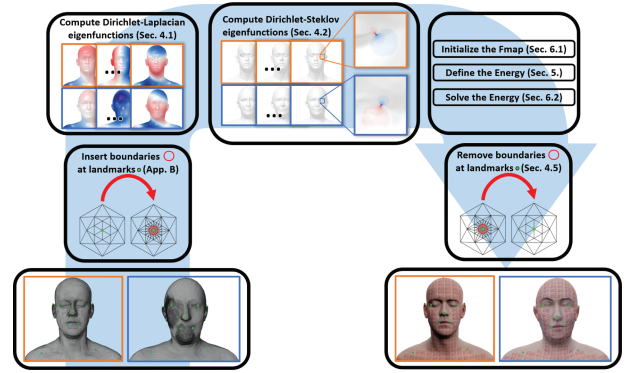 Compute Dirichlet-Laplacian
eigenfunctions (Sec. 4.1)
Compute Dirichlet-Steklov
eigenfunctions (Sec. 4.2)
Initialize the Fmap (Sec. 6.1)
Define the Energy (Sec. 5.)
Solve the Energy (Sec. 6.2)
Insert boundaries
at landmarks (App. B)
Remove boundaries
at landmarks (Sec. 4.5)